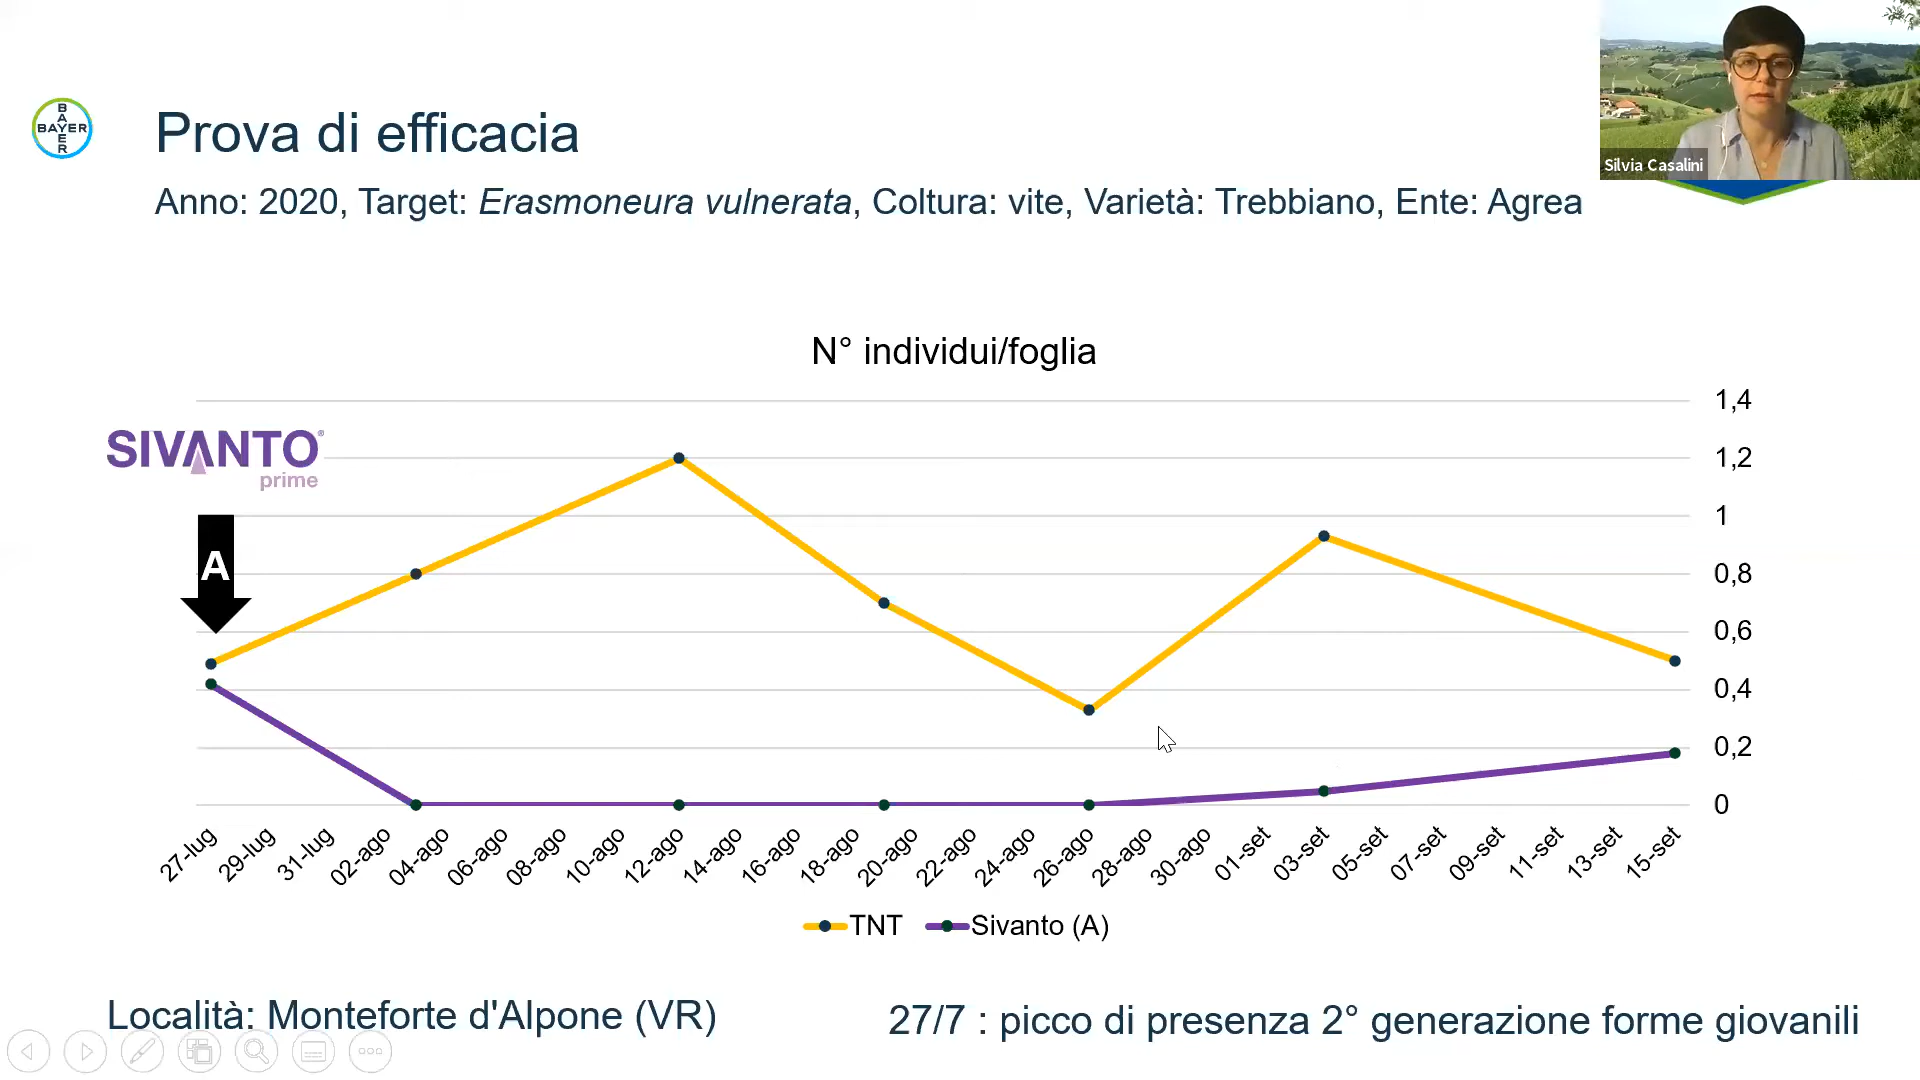 BAYER
BAYER
Prova di efficacia
Silvia Casalini
Anno: 2020, Target: Erasmoneura vulnerata, Coltura: vite, Varietà: Trebbiano, Ente: Agrea
N° individui/foglia
SIVANTO®
prime
A
1,4
1,2
1
0,8
0,6
0,4
0,2
0
27-lug 29-lug 31-lug 02-ago 04-ago 06-ago 08-ago 10-ago 12-ago 14-ago 16-ago 18-ago 20-ago 22-ago 24-ago 26-ago 28-ago 30-ago 01-set 03-set 05-set 07-set 09-set 11-set 13-set 15-set
TNT Sivanto (A)
Località: Monteforte d'Alpone (VR)
27/7 : picco di presenza 2° generazione forme giovanili